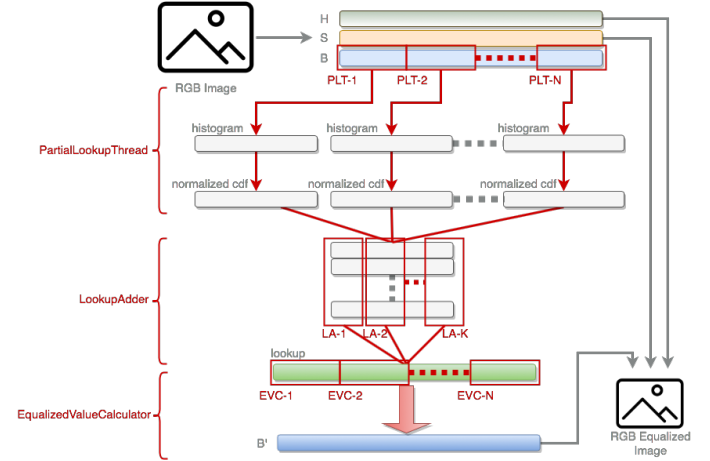 H
S
B
RGB Image
PLT-1
PLT-2
PLT-N
PartialLookupThread
histogram
histogram
histogram
normalized cdf
normalized cdf
normalized cdf
LookupAdder
LA-1
LA-2
LA-K
lookup
EVC-1
EVC-2
EVC-N
EqualizedValueCalculator
B'
RGB Equalized
Image